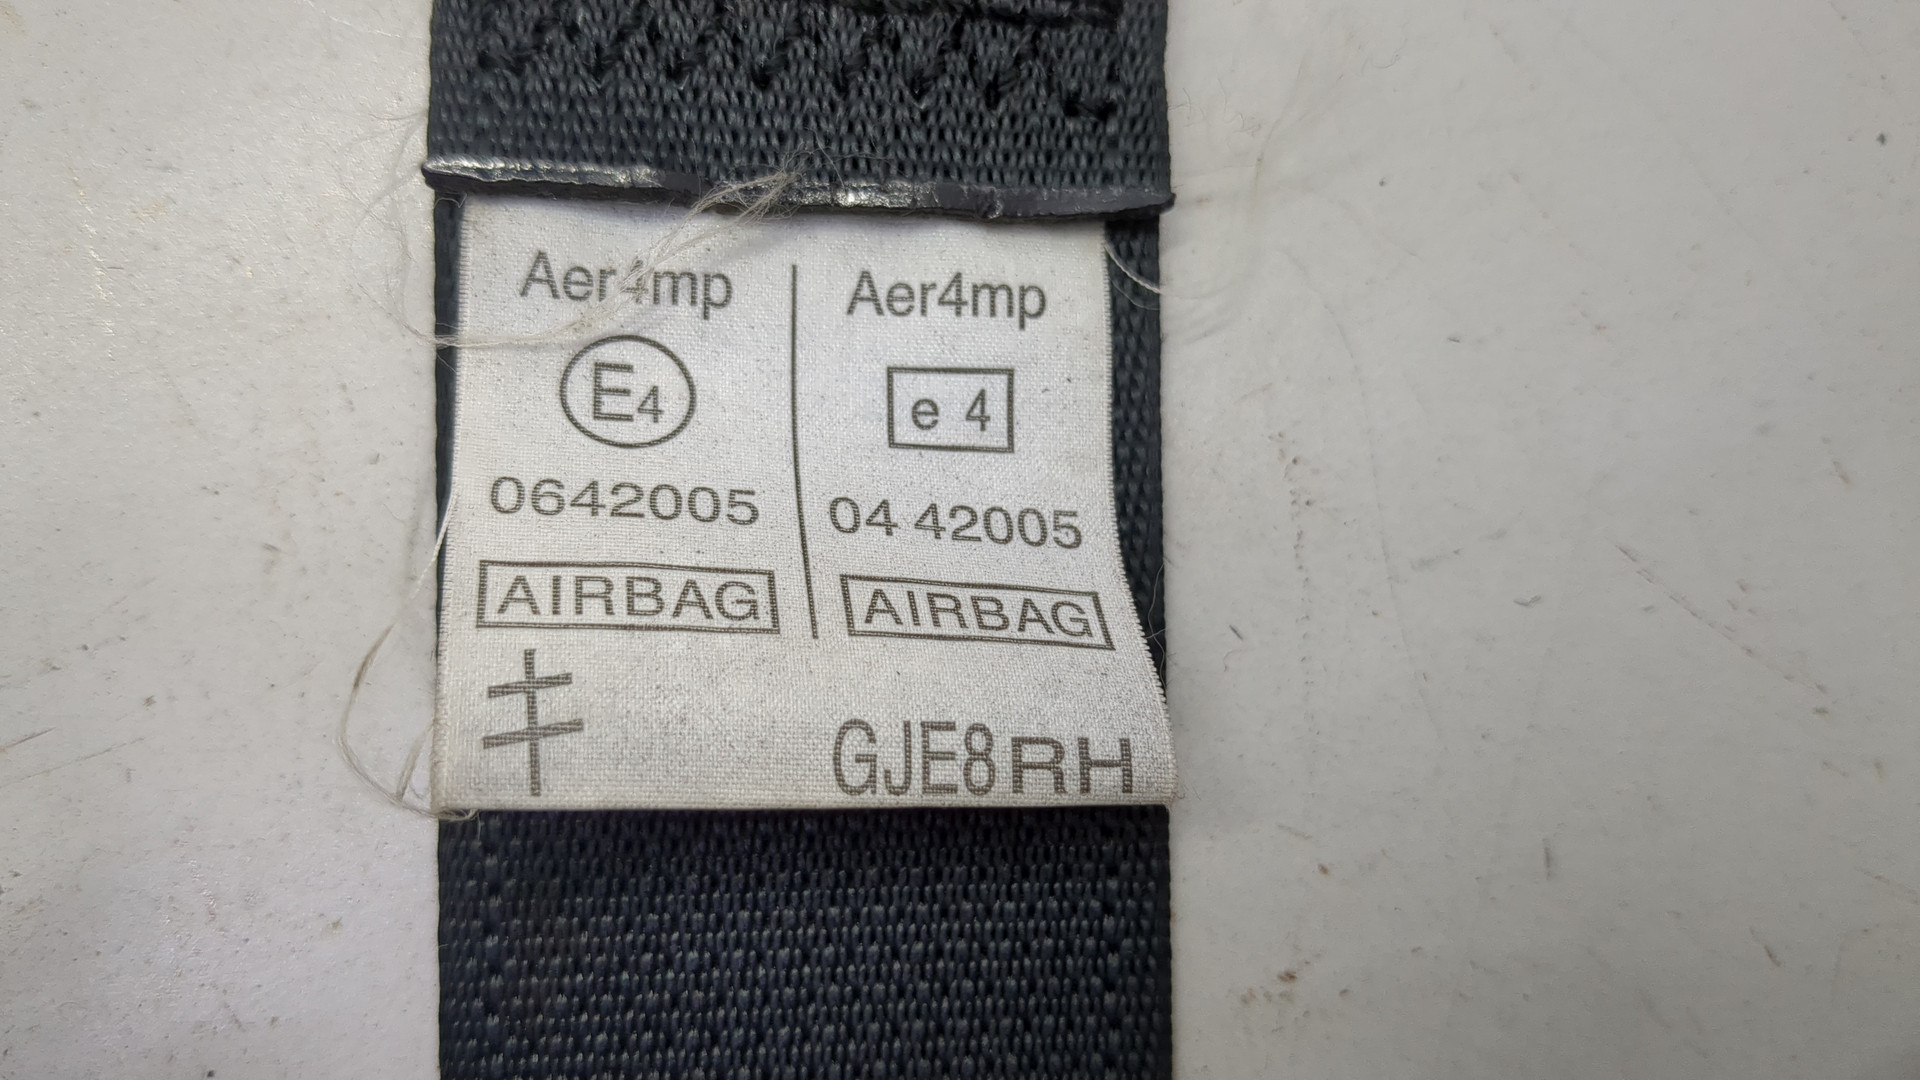 Aer4mp
E4
0642005
AIRBAG
Aer4mp
e 4
04 42005
AIRBAG
GJE8RH